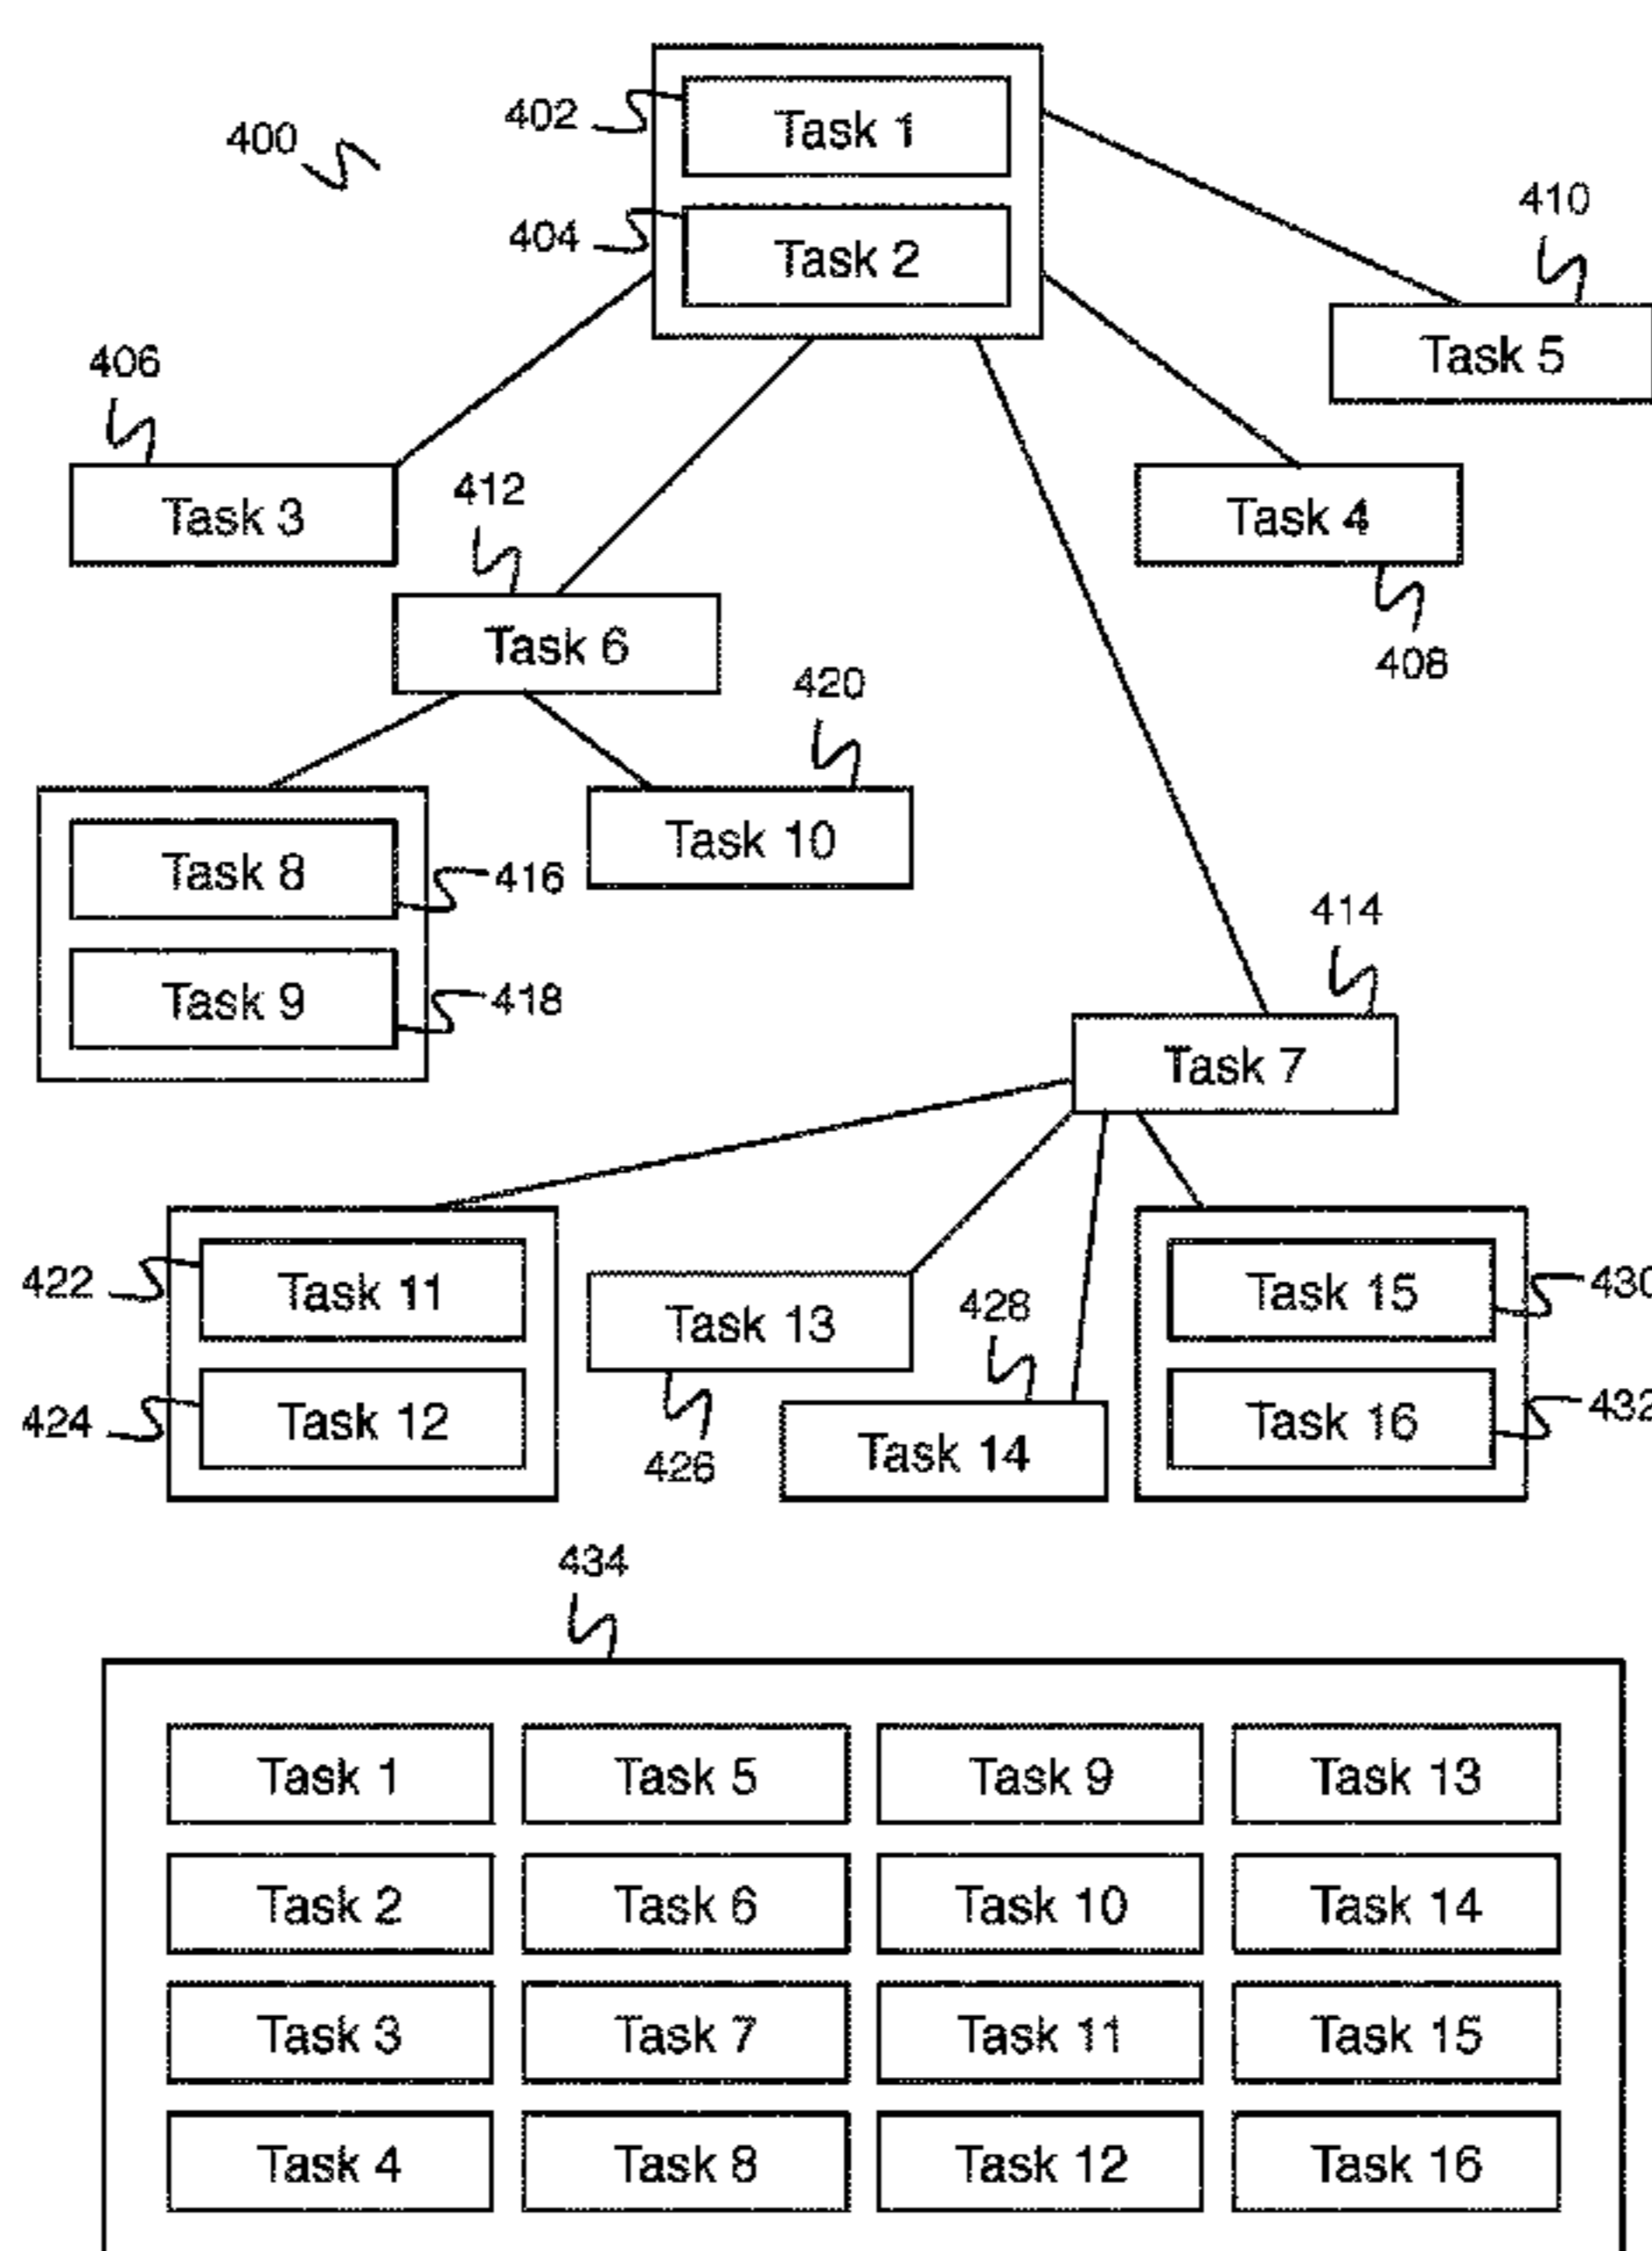 402
Task 1
400
404
Task 2
410
Task 5
406
Task 3
412
Task 4
408
Task 6
420
Task 8
416
Task 10
Task 9
418
414
Task 7
422
Task 11
424
Task 12
Task 13
426
428
Task 14
Task 15
430
Task 16
432
434
Task 1 Task 5 Task 9 Task 13
Task 2 Task 6 Task 10 Task 14
Task 3 Task 7 Task 11 Task 15
Task 4 Task 8 Task 12 Task 16